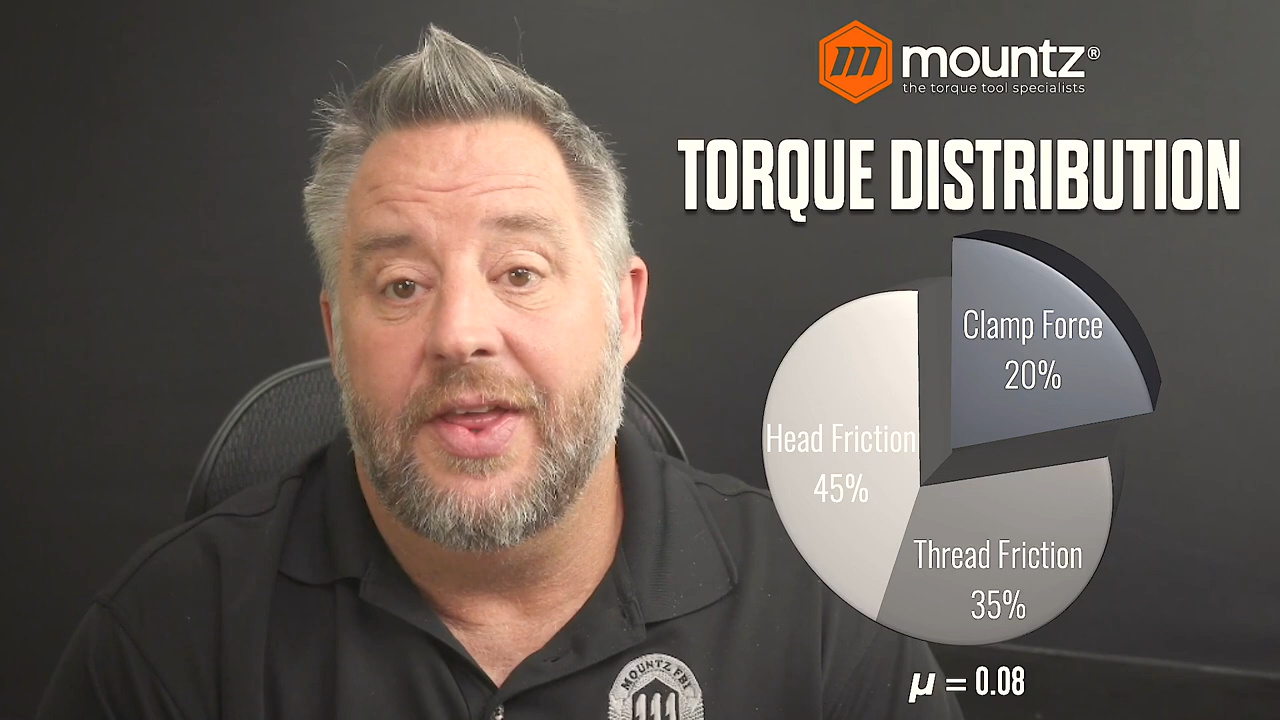 mountz®
the torque tool specialists
TORQUE DISTRIBUTION
Clamp Force
20%
Head Friction
45%
Thread Friction
35%
μ = 0.08
MOUNTZ FBI